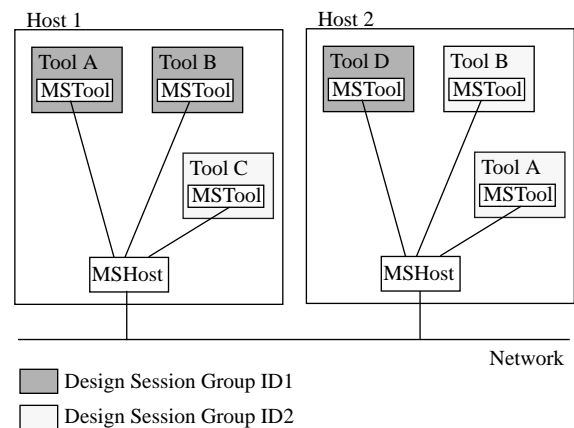 Host 1
Host 2
Tool A
MSTool
Tool B
MSTool
Tool C
MSTool
MSHost
Tool D
MSTool
Tool B
MSTool
Tool A
MSTool
MSHost
Network
Design Session Group ID1
Design Session Group ID2